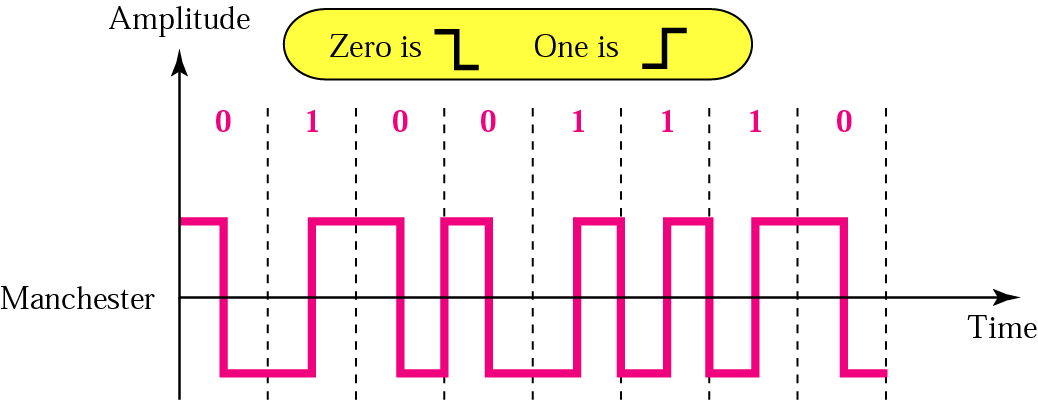 Amplitude
Zero is One is
0 1 0 0 1 1 1 0
Manchester
Time